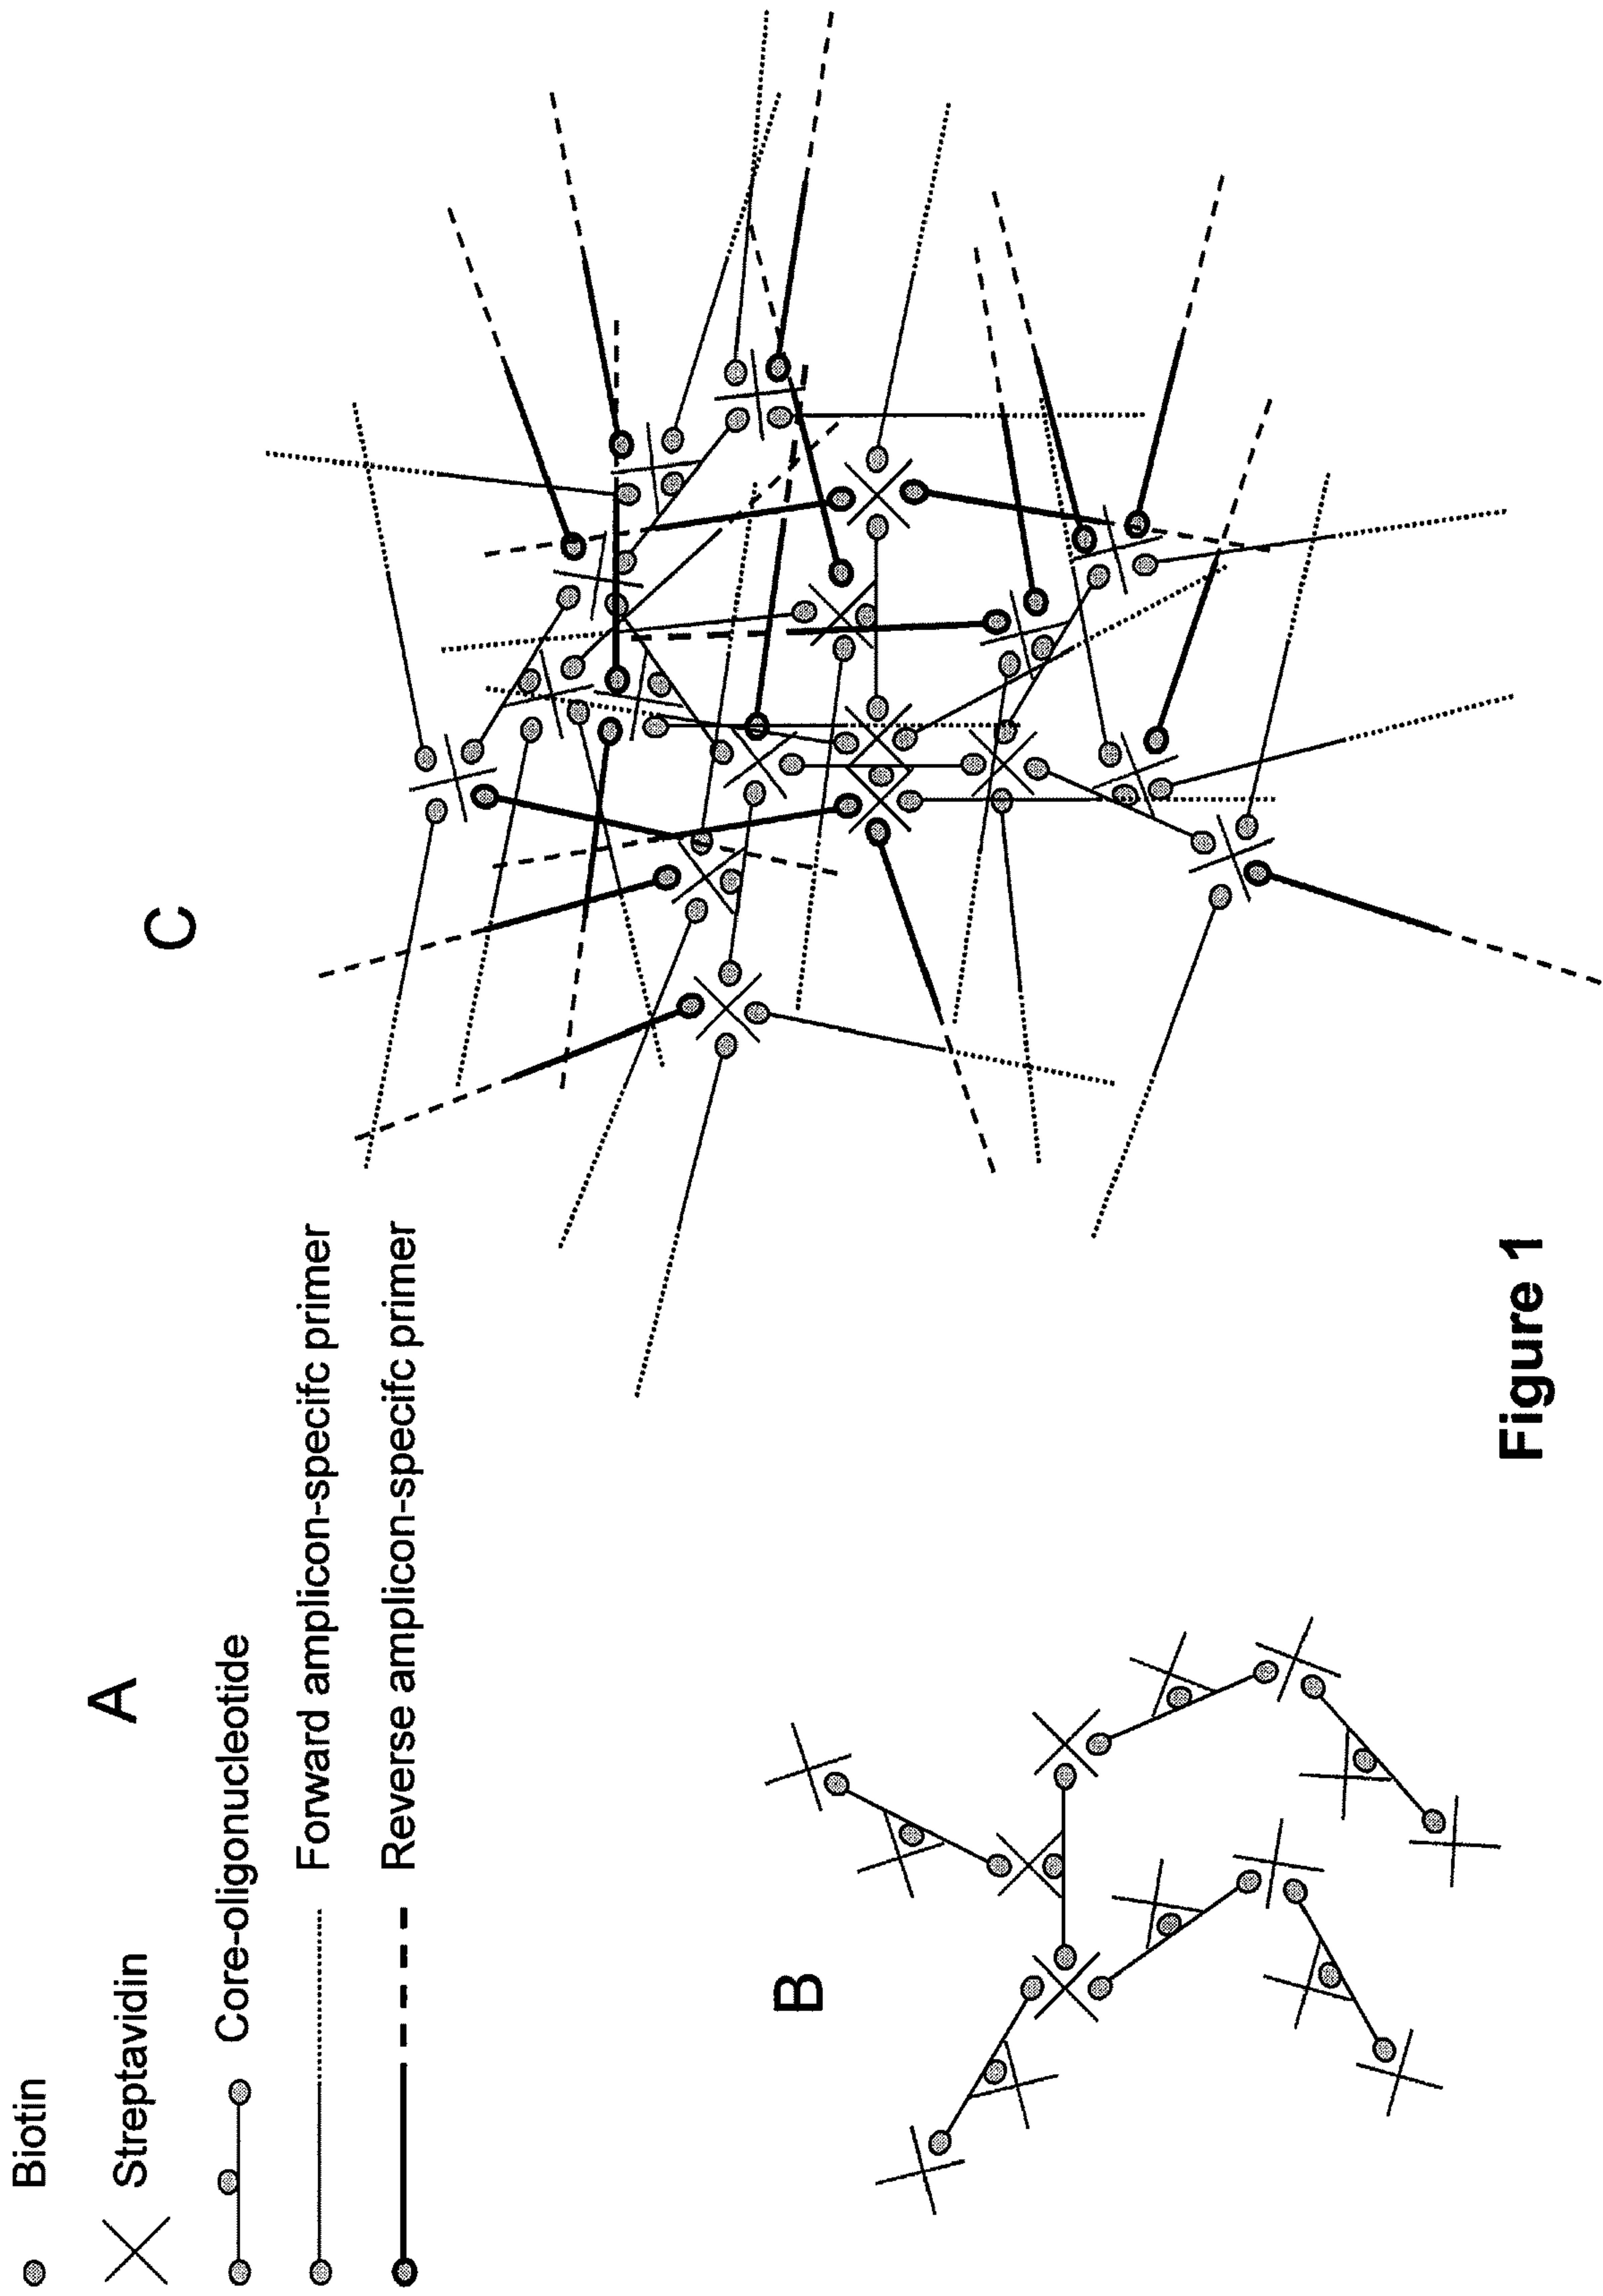 A
Biotin
Streptavidin
Core-oligonucleotide
Forward amplicon-specifc primer
Reverse amplicon-specifc primer
B
C
Figure 1